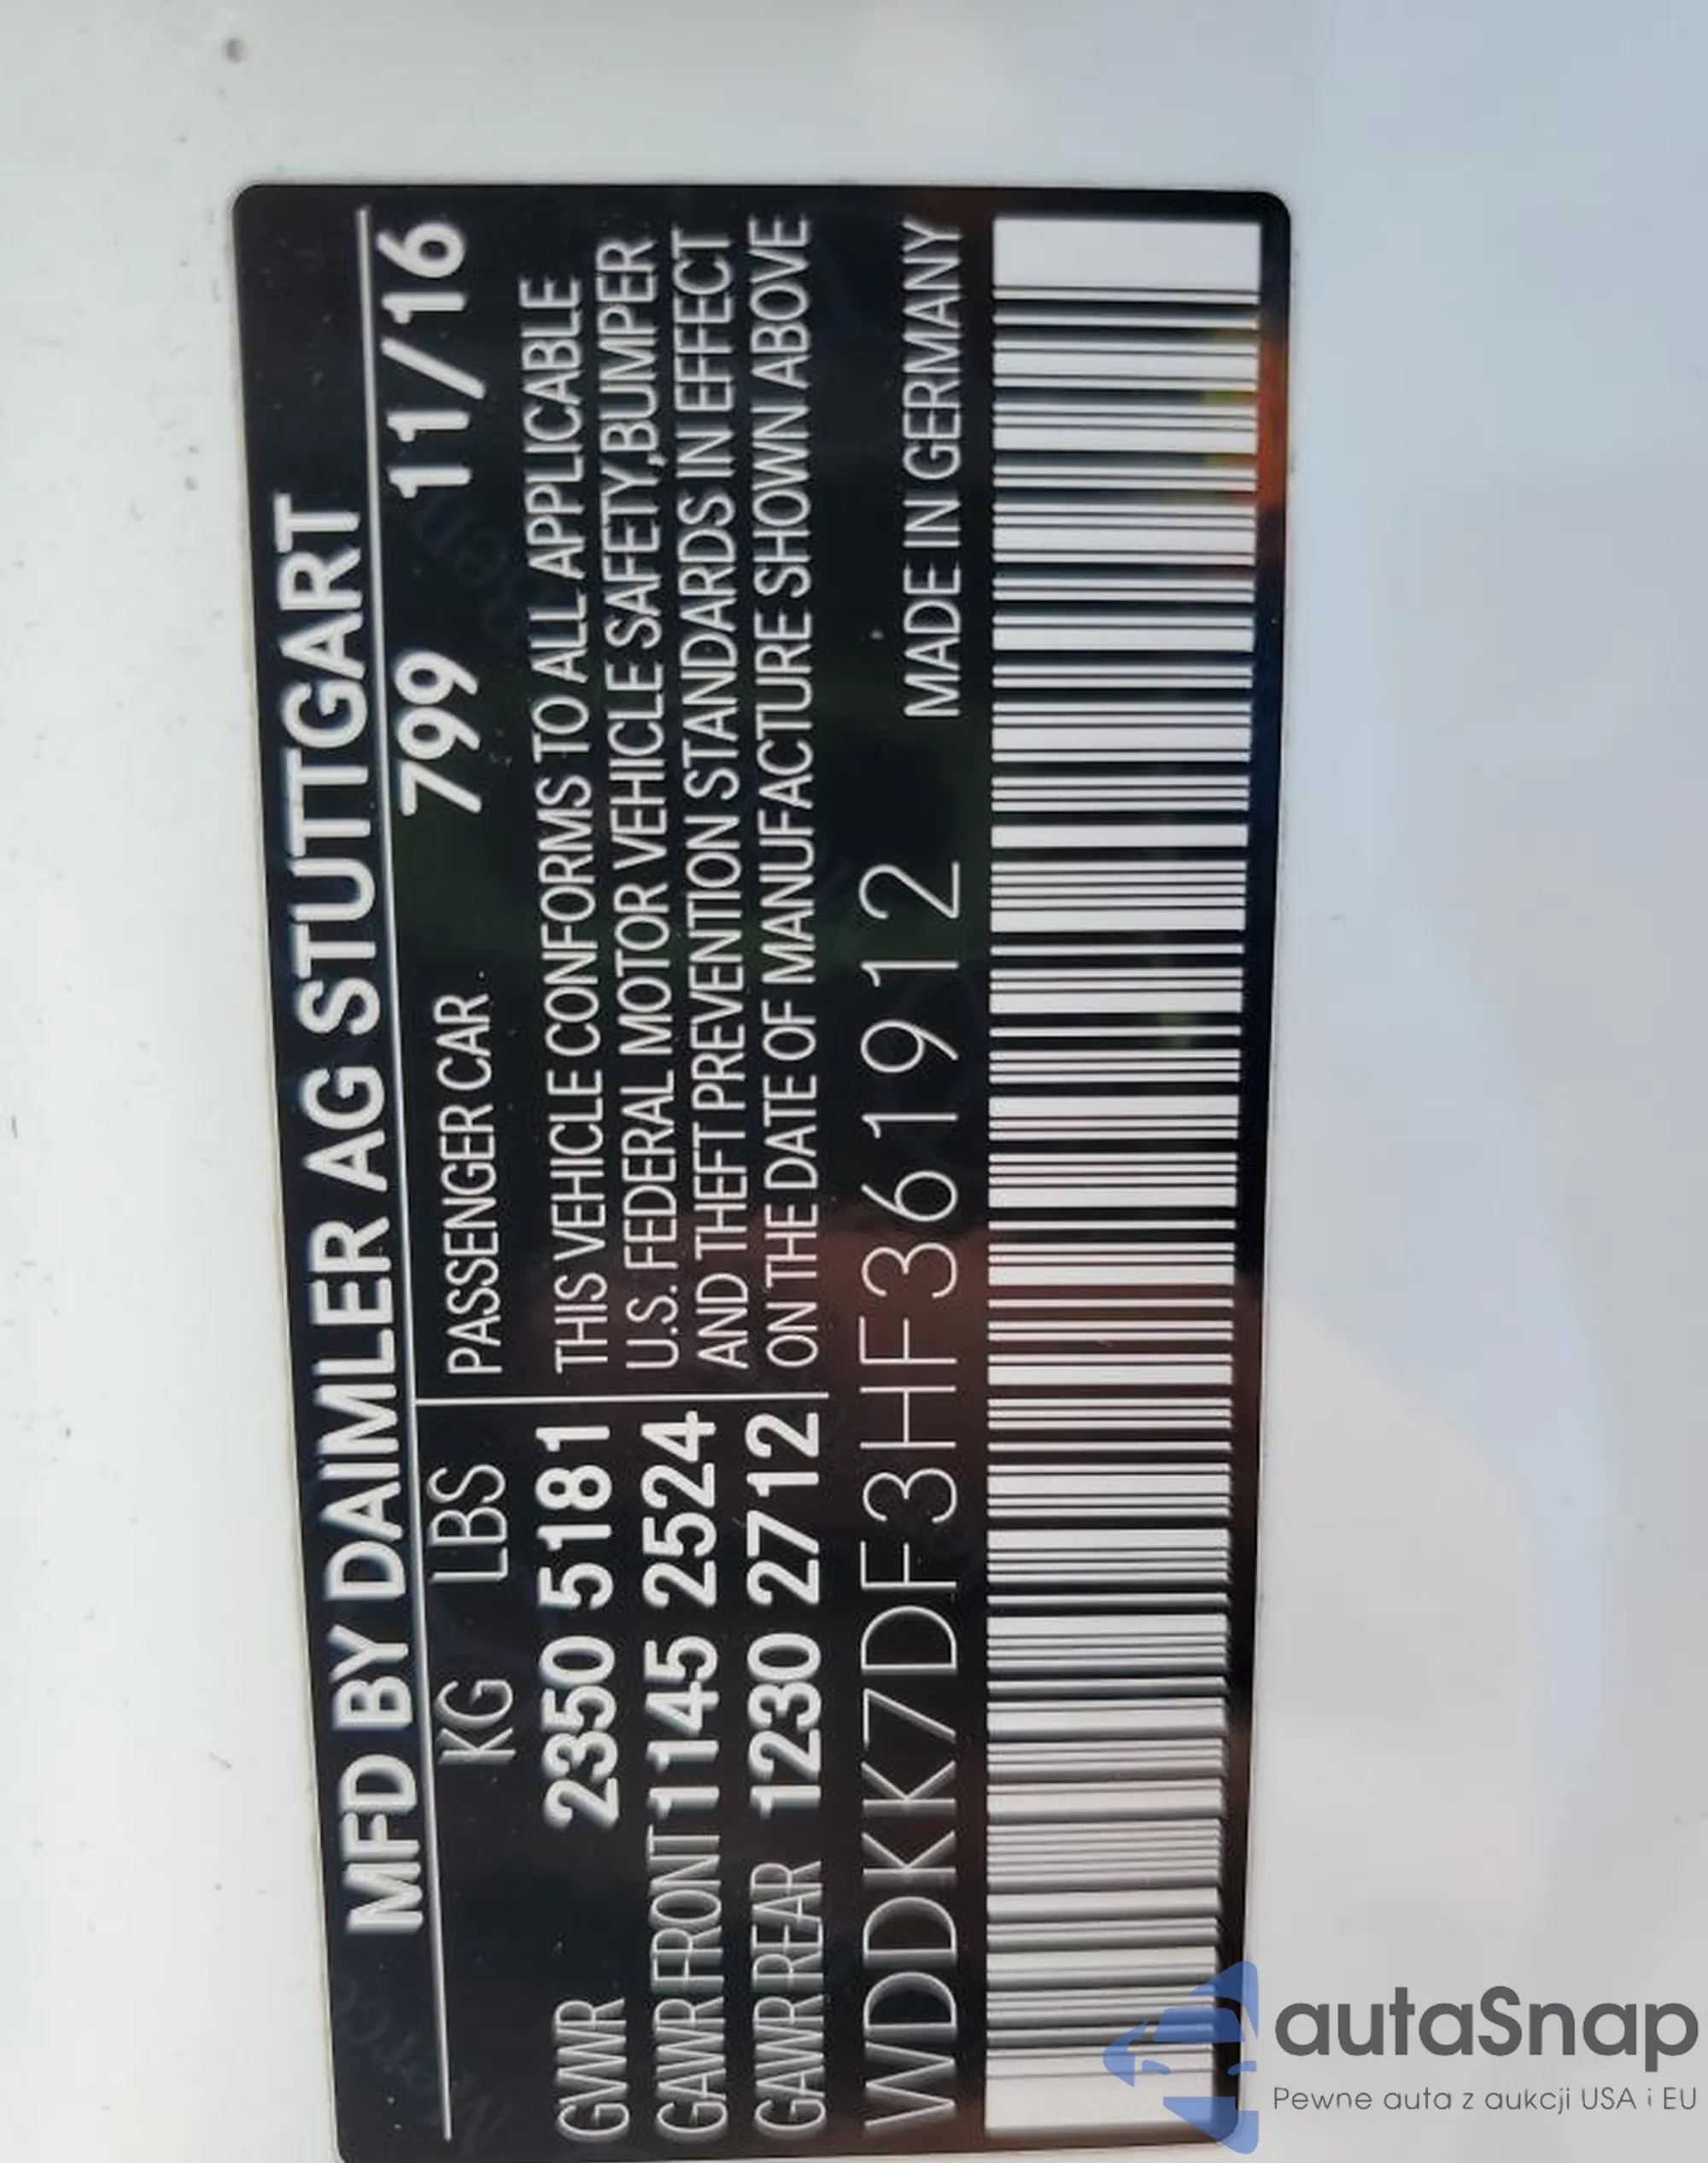 MFD BY DAIMLER AG STUTTGART
KG LBS PASSENGER CAR 799 11/16
GVWR 2350 5181 THIS VEHICLE CONFORMS TO ALL APPLICABLE
GAWR FRONT 1145 2524 U.S. FEDERAL MOTOR VEHICLE SAFETY,BUMPER
AND THEFT PREVENTION STANDARDS IN EFFECT
GAWR REAR 1230 2712 ON THE DATE OF MANUFACTURE SHOWN ABOVE
WDDKK7DF3HF361912 MADE IN GERMANY
autaSnap
Pewne auta z aukcji USA i EU